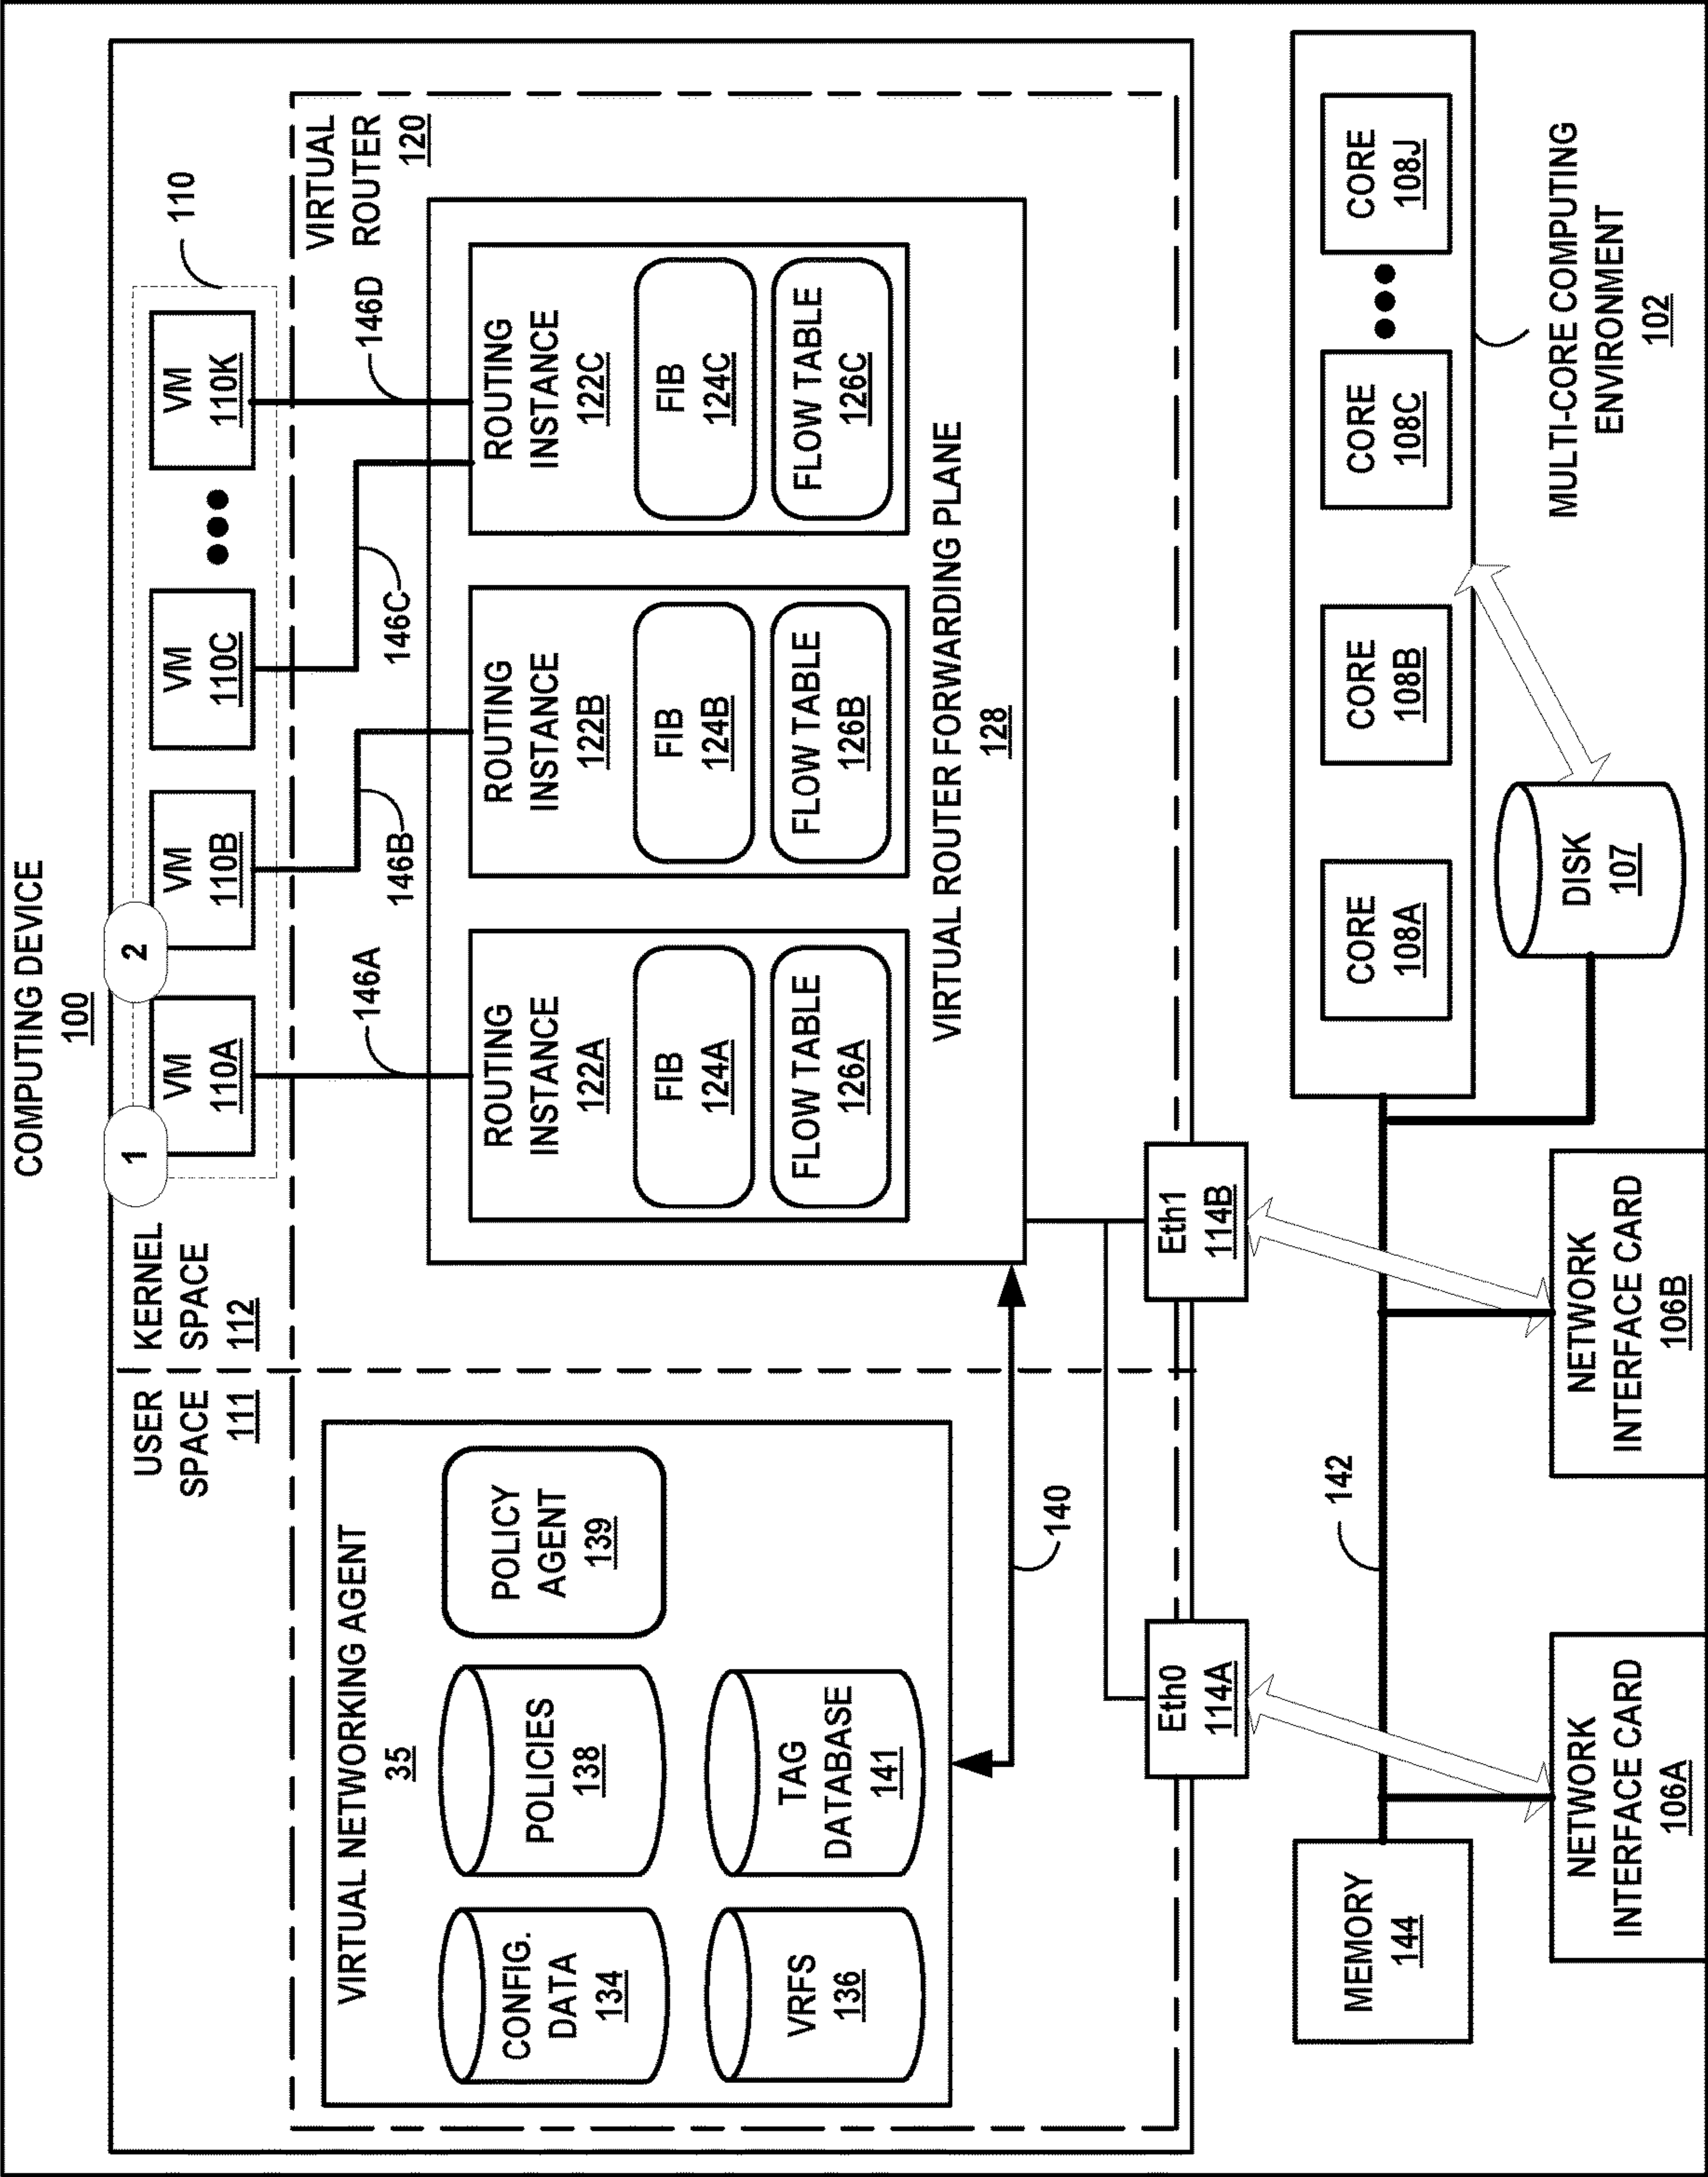 COMPUTING DEVICE
100
USER
SPACE
111
KERNEL
SPACE
112
1
VM
110A
2
VM
110B
VM
110C
•••
VM
110K
110
VIRTUAL
ROUTER
120
146A
146B
146C
146D
VIRTUAL NETWORKING AGENT
35
CONFIG.
DATA
134
POLICIES
138
POLICY
AGENT
139
VRFS
136
TAG
DATABASE
141
140
ROUTING
INSTANCE
122A
FIB
124A
FLOW TABLE
126A
ROUTING
INSTANCE
122B
FIB
124B
FLOW TABLE
126B
ROUTING
INSTANCE
122C
FIB
124C
FLOW TABLE
126C
VIRTUAL ROUTER FORWARDING PLANE
128
Eth0
114A
Eth1
114B
MEMORY
144
142
CORE
108A
CORE
108B
CORE
108C
•••
CORE
108J
NETWORK
INTERFACE CARD
106A
NETWORK
INTERFACE CARD
106B
DISK
107
MULTI-CORE COMPUTING
ENVIRONMENT
102